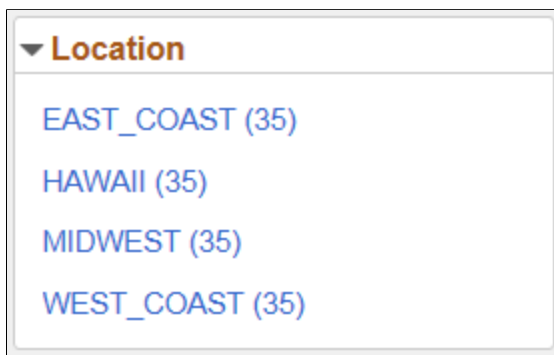 Location
EAST_COAST (35)
HAWAII (35)
MIDWEST (35)
WEST_COAST (35)